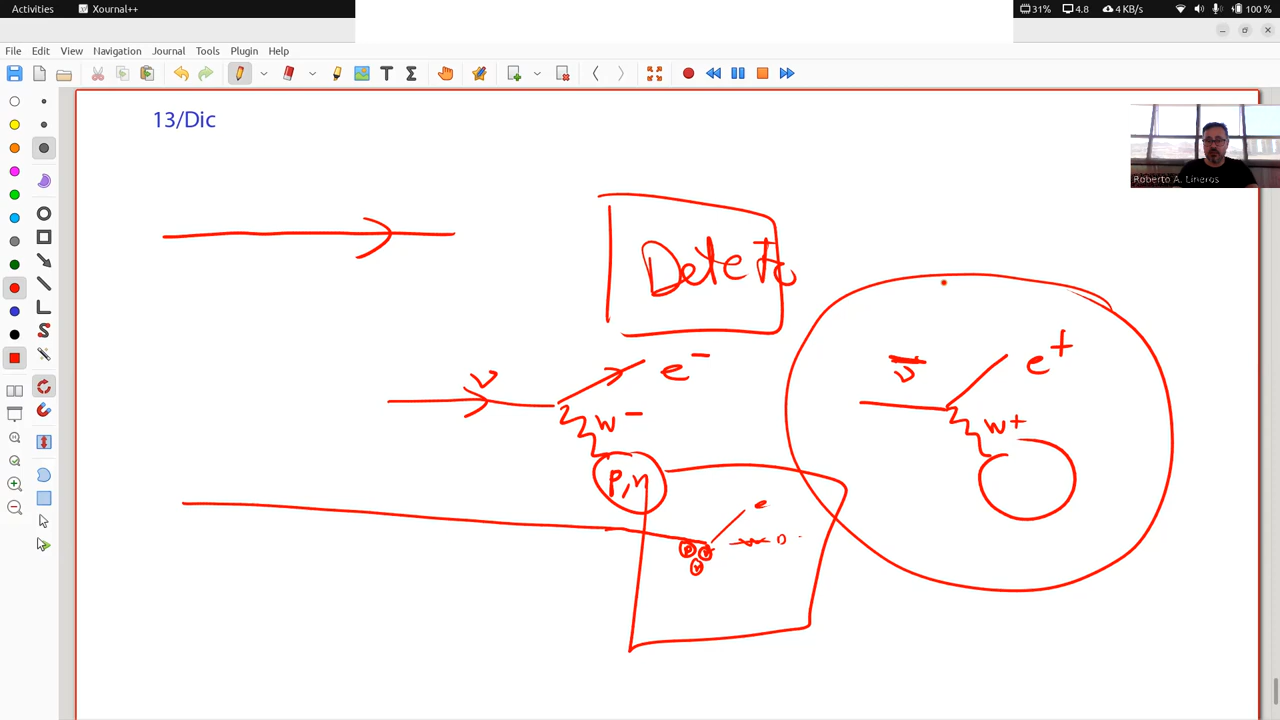 Activities Xournal++ 31% 4.8 4 KB/s 100 %
File Edit View Navigation Journal Tools Plugin Help
13/Dic
Roberto A. Lineros
Detecto
ν e⁻
W⁻
p,n
e
ν̅ e⁺
W⁺